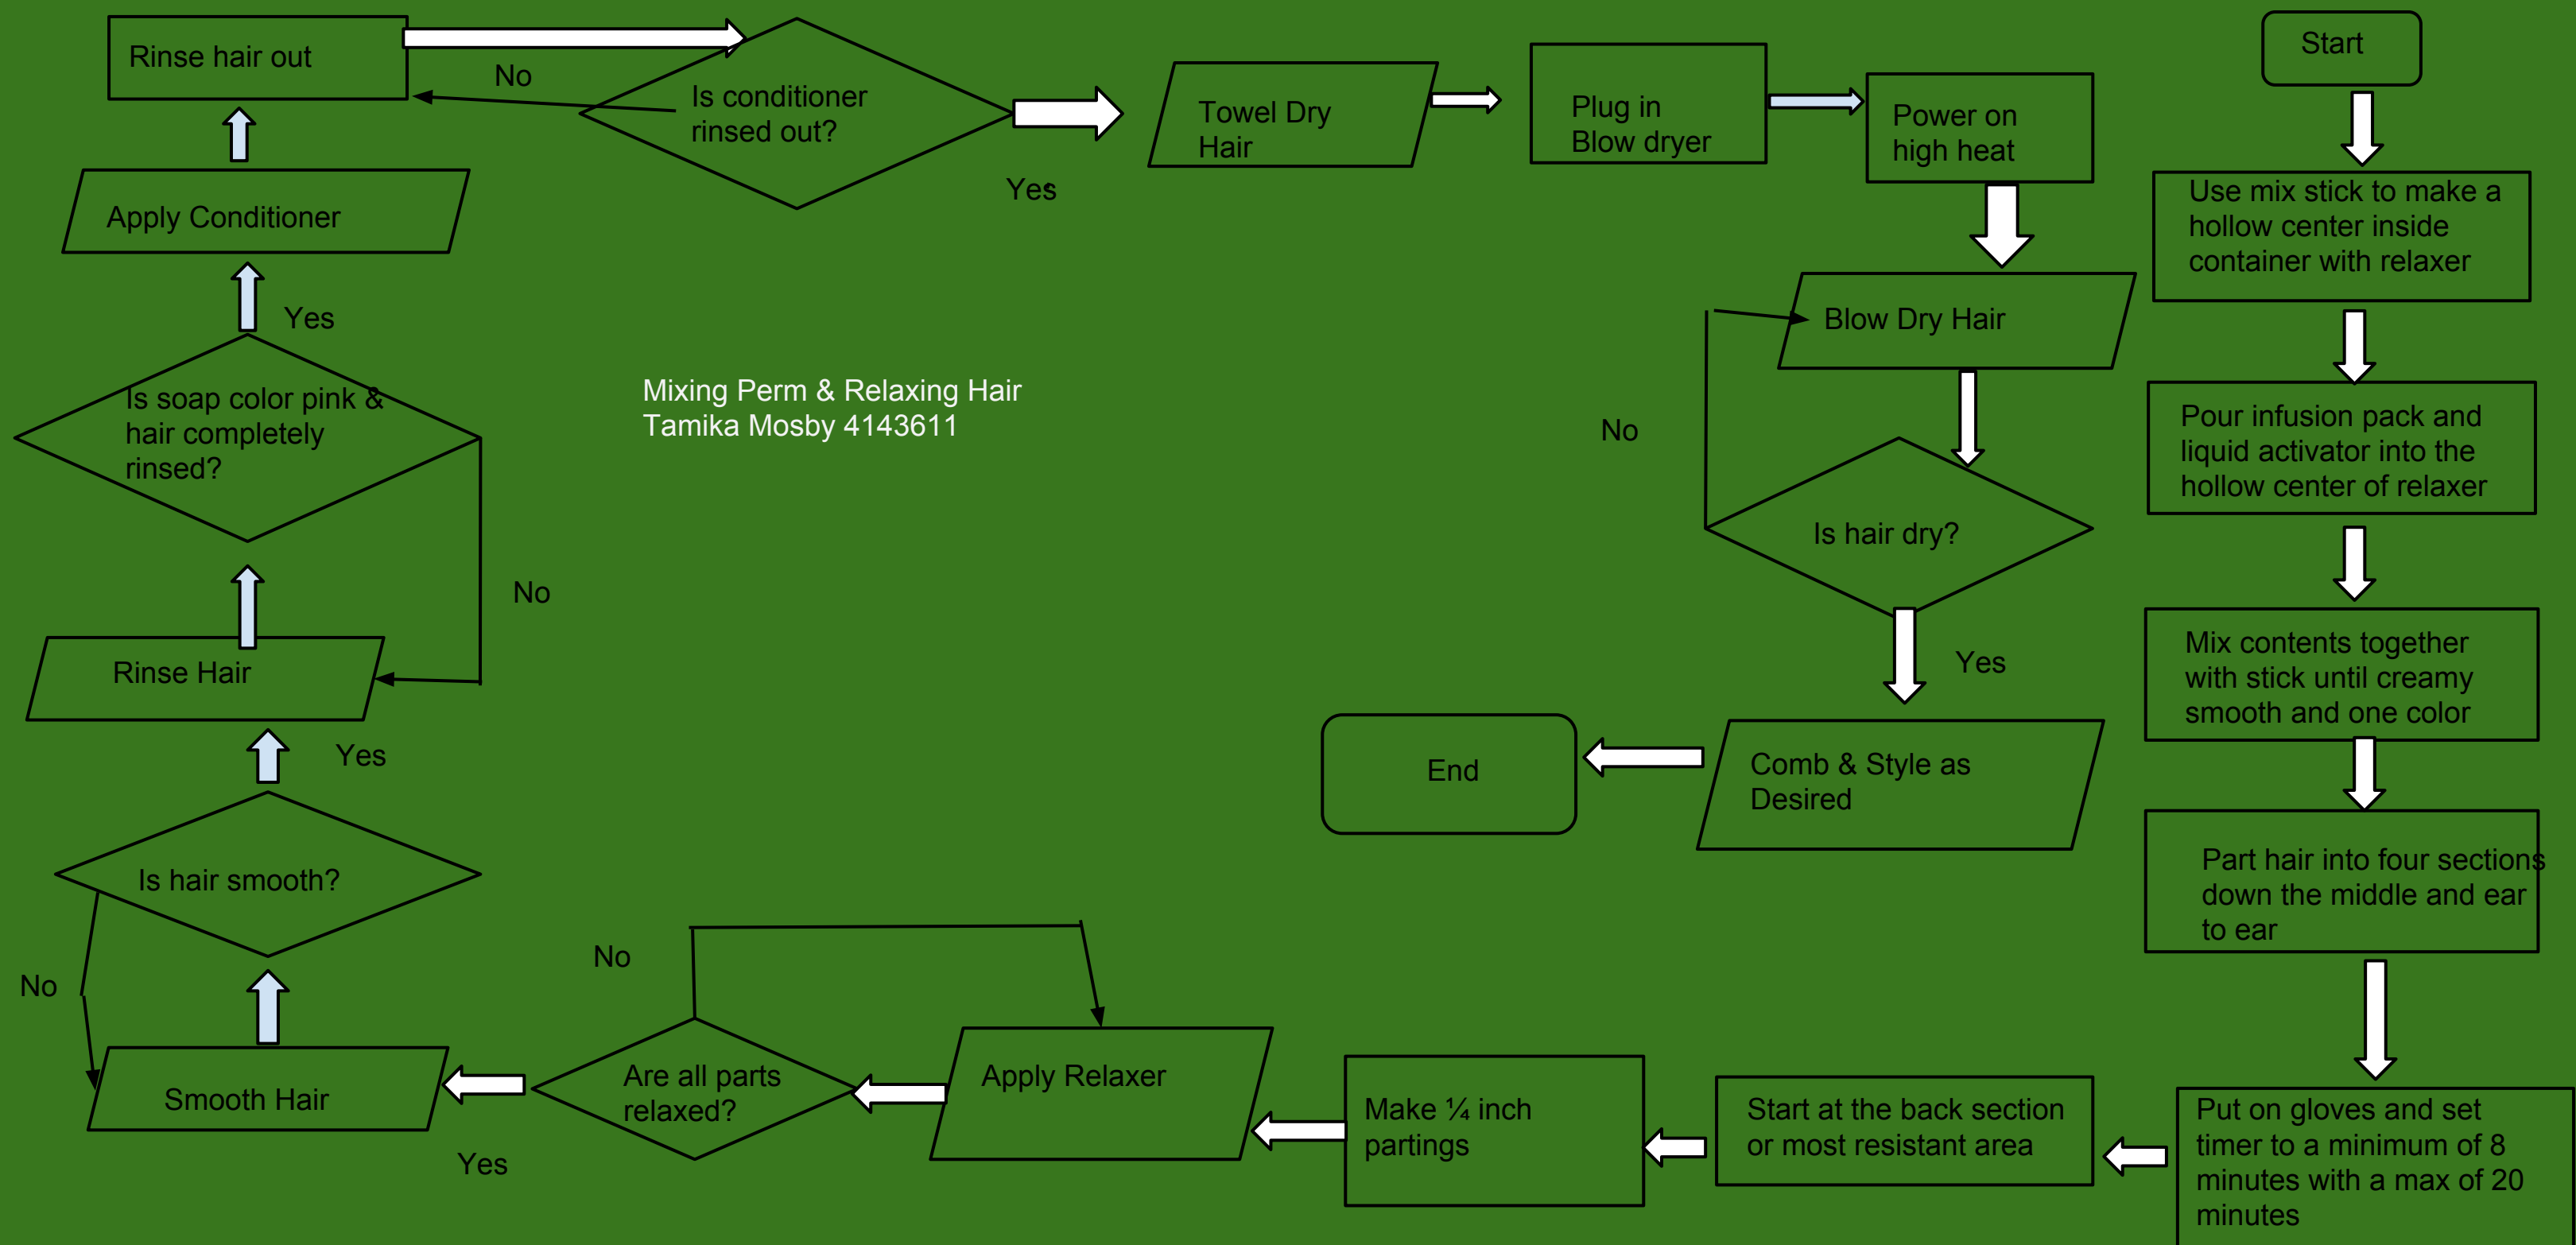 Start
Use mix stick to make a
hollow center inside
container with relaxer
Pour infusion pack and
liquid activator into the
hollow center of relaxer
Mix contents together
with stick until creamy
smooth and one color
Part hair into four sections
down the middle and ear
to ear
Put on gloves and set
timer to a minimum of 8
minutes with a max of 20
minutes
Start at the back section
or most resistant area
Make ¼ inch
partings
Apply Relaxer
Are all parts
relaxed?
No
Yes
Smooth Hair
Is hair smooth?
No
Yes
Rinse Hair
Is soap color pink &
hair completely
rinsed?
No
Yes
Apply Conditioner
Rinse hair out
Is conditioner
rinsed out?
No
Yes
Towel Dry
Hair
Plug in
Blow dryer
Power on
high heat
Blow Dry Hair
Is hair dry?
No
Yes
Comb & Style as
Desired
End
Mixing Perm & Relaxing Hair
Tamika Mosby 4143611